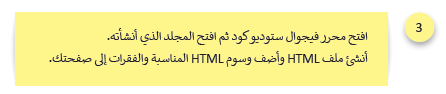 3
افتح محرر فيجوال ستوديو كود ثم افتح المجلد الذي أنشأته.
أنشئ ملف HTML وأضف وسوم HTML المناسبة والفقرات إلى صفحتك.